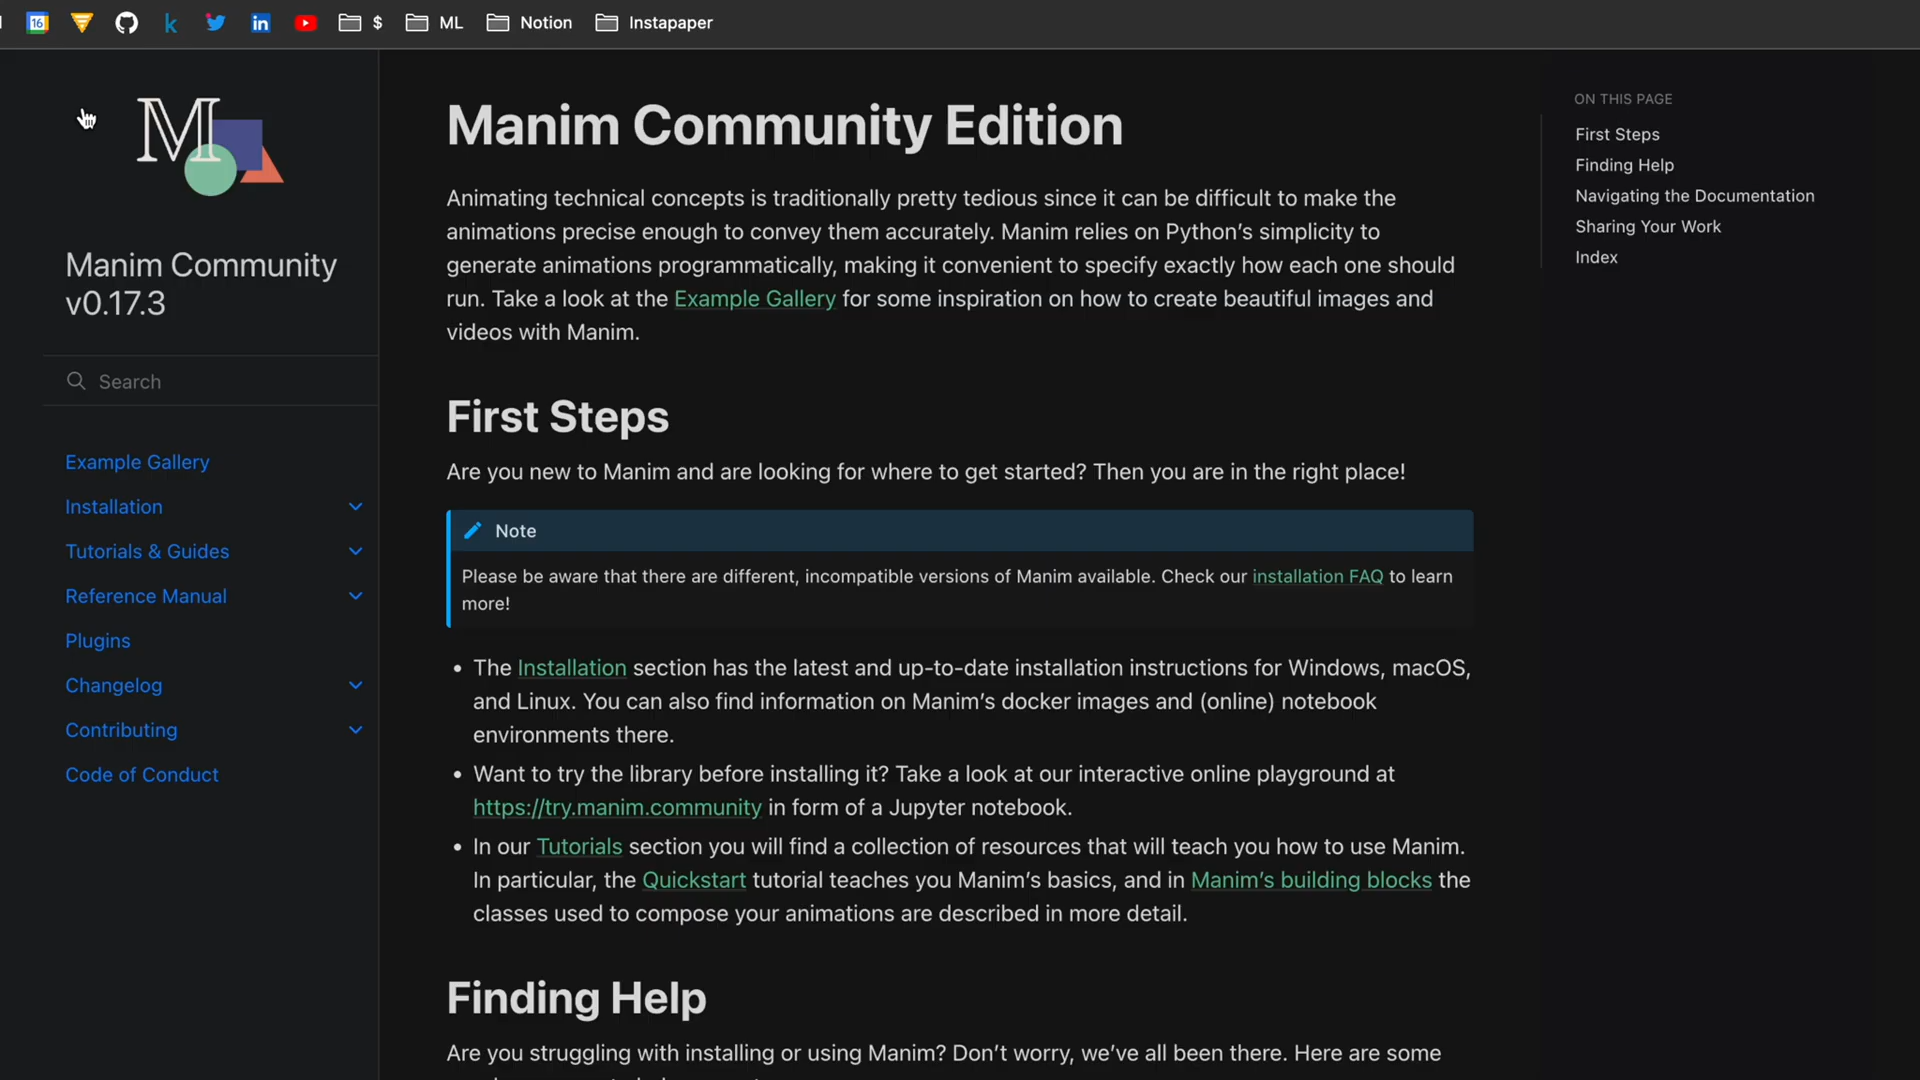 16 $ ML Notion Instapaper
M
Manim Community
v0.17.3
Search
Example Gallery
Installation
Tutorials & Guides
Reference Manual
Plugins
Changelog
Contributing
Code of Conduct
Manim Community Edition
Animating technical concepts is traditionally pretty tedious since it can be difficult to make the
animations precise enough to convey them accurately. Manim relies on Python’s simplicity to
generate animations programmatically, making it convenient to specify exactly how each one should
run. Take a look at the Example Gallery for some inspiration on how to create beautiful images and
videos with Manim.
First Steps
Are you new to Manim and are looking for where to get started? Then you are in the right place!
Note
Please be aware that there are different, incompatible versions of Manim available. Check our installation FAQ to learn
more!
• The Installation section has the latest and up-to-date installation instructions for Windows, macOS,
and Linux. You can also find information on Manim’s docker images and (online) notebook
environments there.
• Want to try the library before installing it? Take a look at our interactive online playground at
https://try.manim.community in form of a Jupyter notebook.
• In our Tutorials section you will find a collection of resources that will teach you how to use Manim.
In particular, the Quickstart tutorial teaches you Manim’s basics, and in Manim’s building blocks the
classes used to compose your animations are described in more detail.
Finding Help
Are you struggling with installing or using Manim? Don’t worry, we’ve all been there. Here are some
ON THIS PAGE
First Steps
Finding Help
Navigating the Documentation
Sharing Your Work
Index